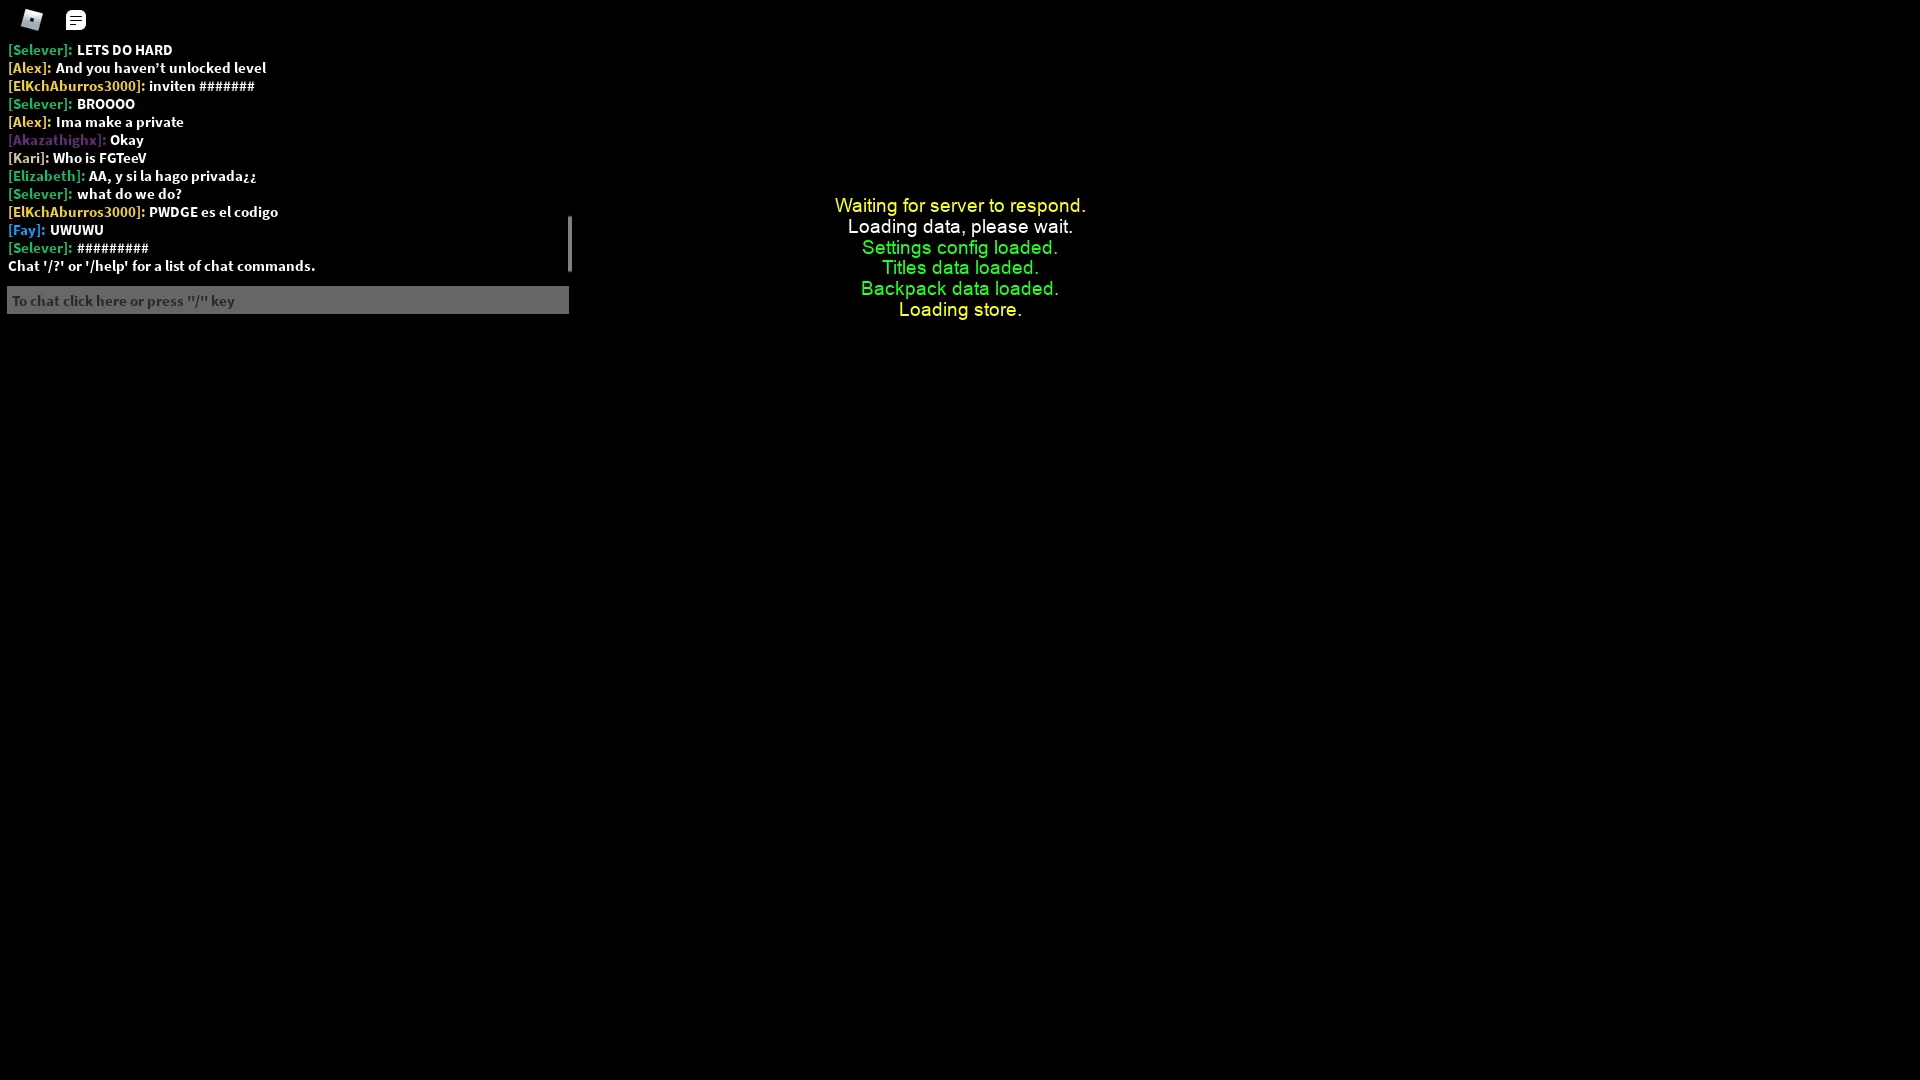 [Selever]: LETS DO HARD
[Alex]: And you haven't unlocked level
[ElKchAburros3000]: inviten #######
[Selever]: BROOOO
[Alex]: Ima make a private
[Akazathighx]: Okay
[Kari]: Who is FGTeeV
[Elizabeth]: AA, y si la hago privada¿¿
[Selever]: what do we do?
[ElKchAburros3000]: PWDGE es el codigo
[Fay]: UWUWU
[Selever]: #########
Chat '/?' or '/help' for a list of chat commands.
To chat click here or press "/" key
Waiting for server to respond.
Loading data, please wait.
Settings config loaded.
Titles data loaded.
Backpack data loaded.
Loading store.